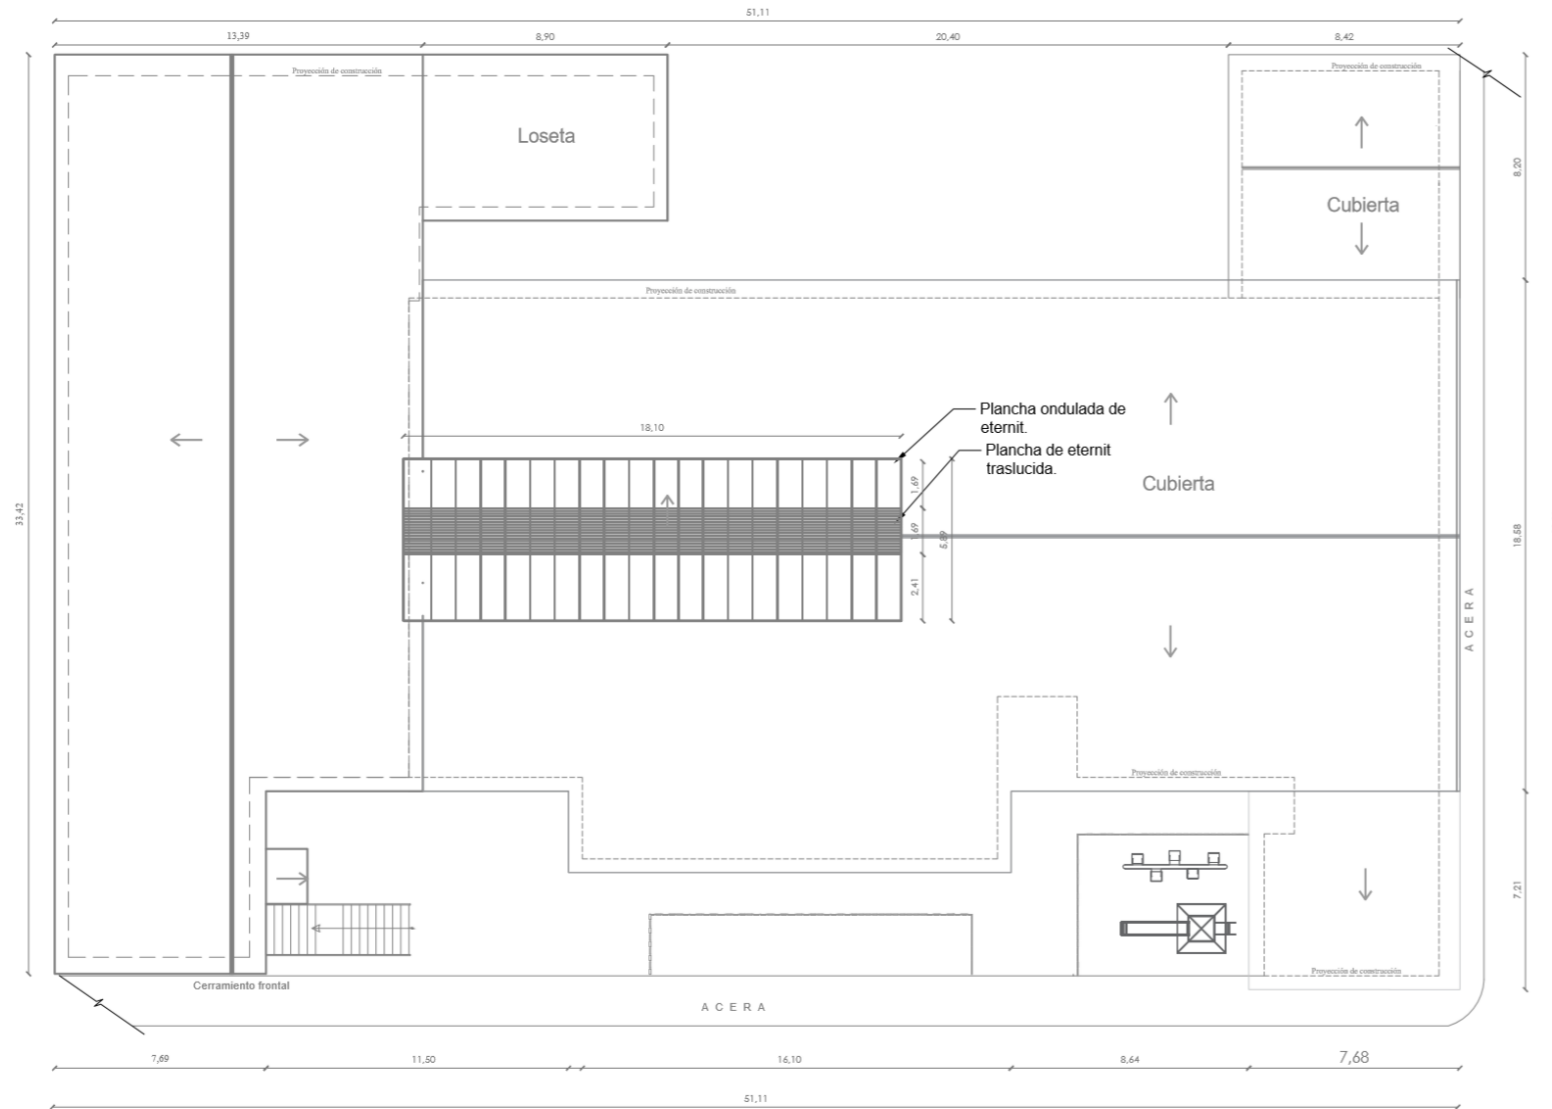 51,11
13,39
8,90
20,40
8,42
Proyección de construcción
Proyección de construcción
Loseta
8.20
Cubierta
Proyección de construcción
Plancha ondulada de
eternit.
18,10
Plancha de eternit
traslucida.
1,69
Cubierta
33,42
1,69
5,89
18.58
2,41
ACERA
Proyección de construcción
7,21
Proyección de construcción
Cerramiento frontal
ACERA
7,69
11,50
16,10
8,64
7,68
51,11